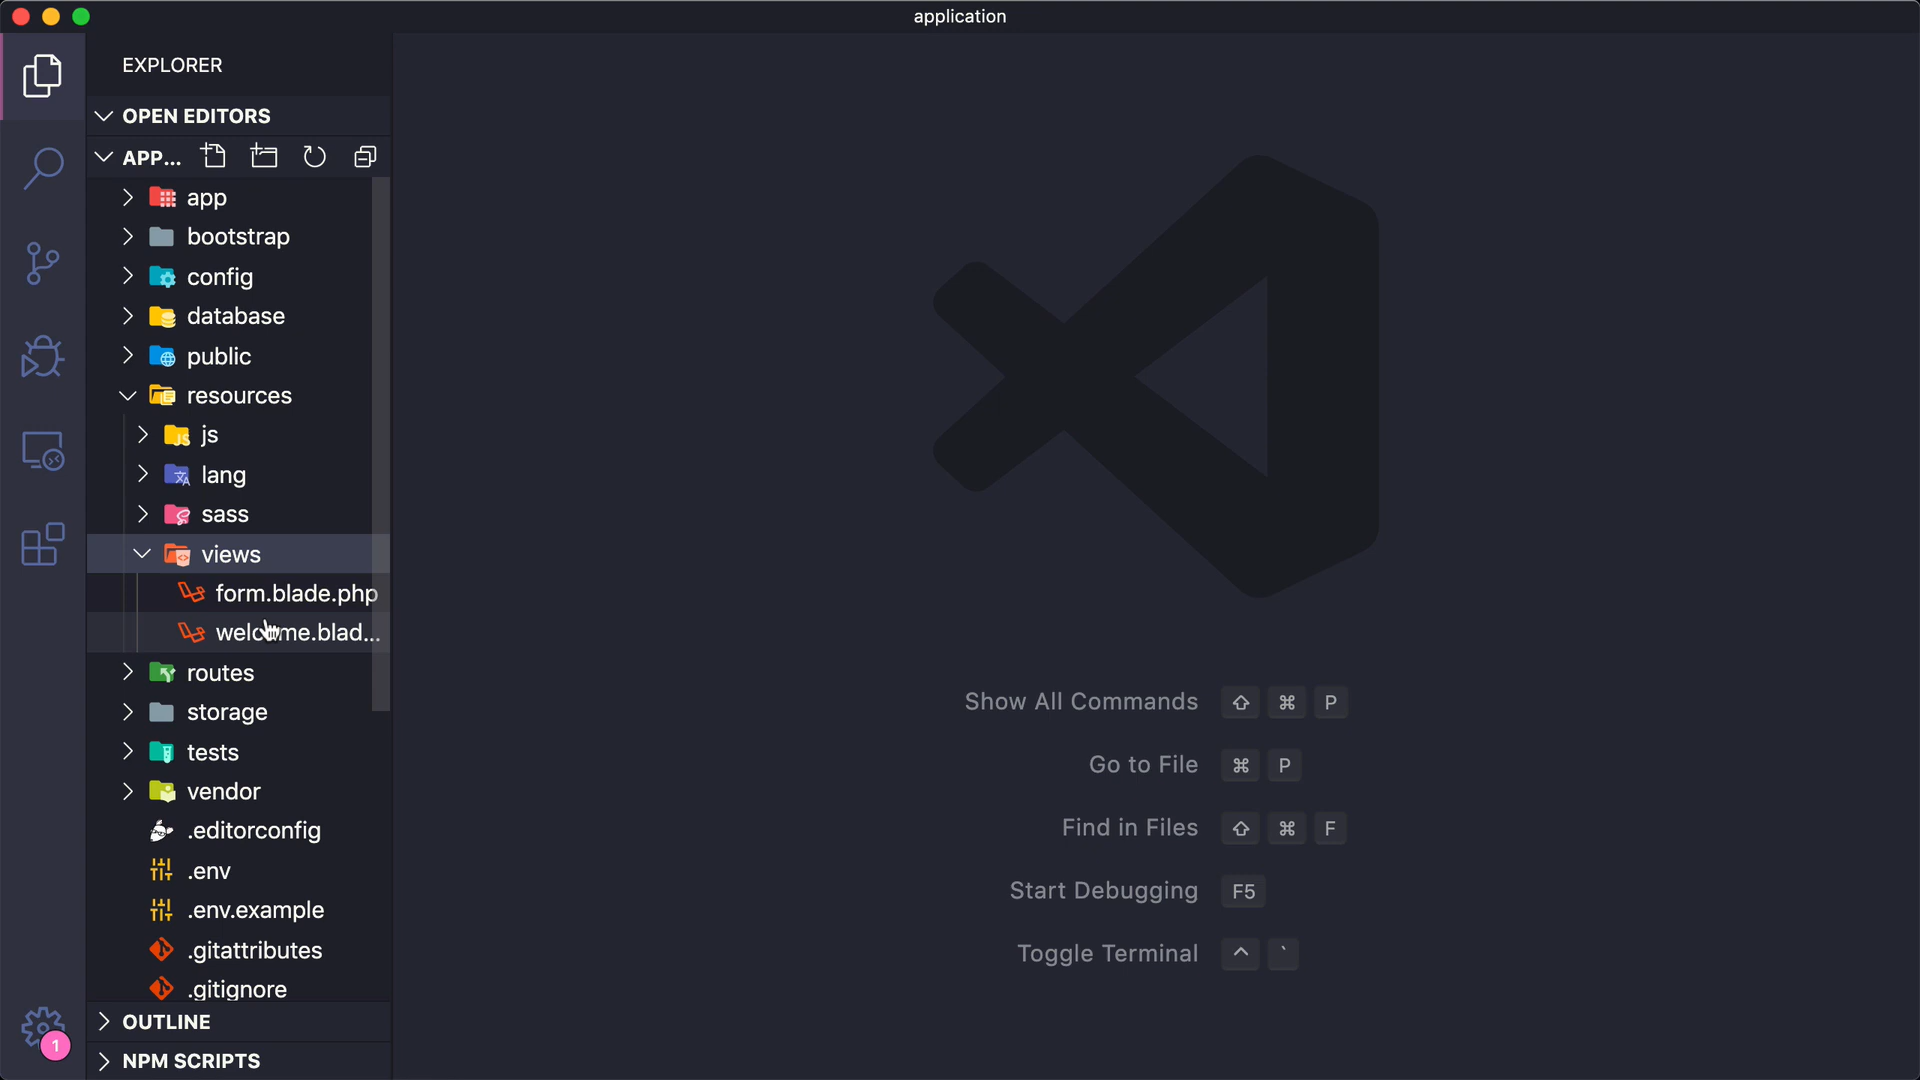 application
EXPLORER
OPEN EDITORS
APP...
app
bootstrap
config
database
public
resources
js
lang
sass
views
form.blade.php
welcome.blad...
routes
storage
tests
vendor
.editorconfig
.env
.env.example
.gitattributes
.gitignore
OUTLINE
NPM SCRIPTS
1
Show All Commands ⇧ ⌘ P
Go to File ⌘ P
Find in Files ⇧ ⌘ F
Start Debugging F5
Toggle Terminal ^ `